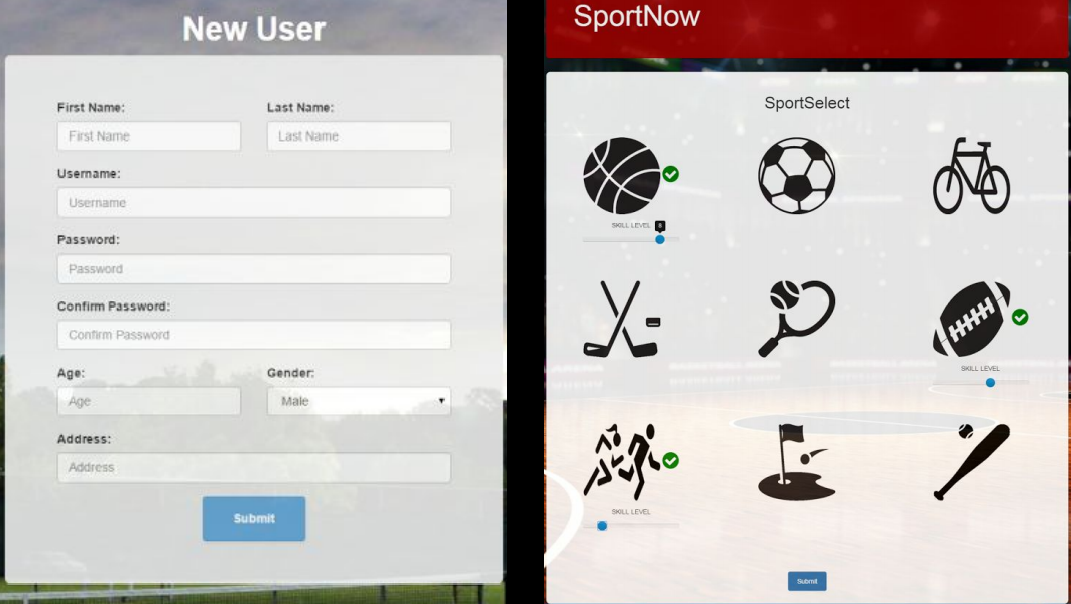 New User
First Name:
Last Name:
First Name
Last Name
Username:
Username
Password:
Password
Confirm Password:
Confirm Password
Age:
Gender:
Age
Male
Address:
Address
Submit
SportNow
SportSelect
SKILL LEVEL 8
SKILL LEVEL
SKILL LEVEL
Submit